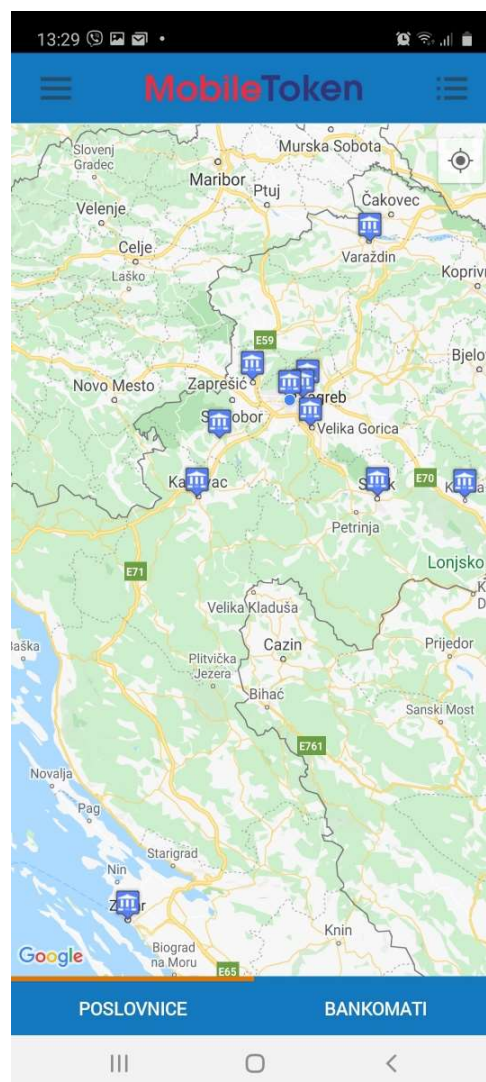 13:29
MobileToken
Slovenj
Gradec
Murska Sobota
Maribor
Ptuj
Čakovec
Velenje
Celje
Varaždin
Laško
E59
Novo Mesto
Zaprešić
Velika Gorica
E70
Petrinja
E71
Lonjsko
Velika Kladuša
Cazin
Prijedor
Plitvička
Jezera
Bihać
Sanski Most
E761
Novalja
Pag
Starigrad
Nin
Knin
Biograd
na Moru
Google
E65
POSLOVNICE
BANKOMATI